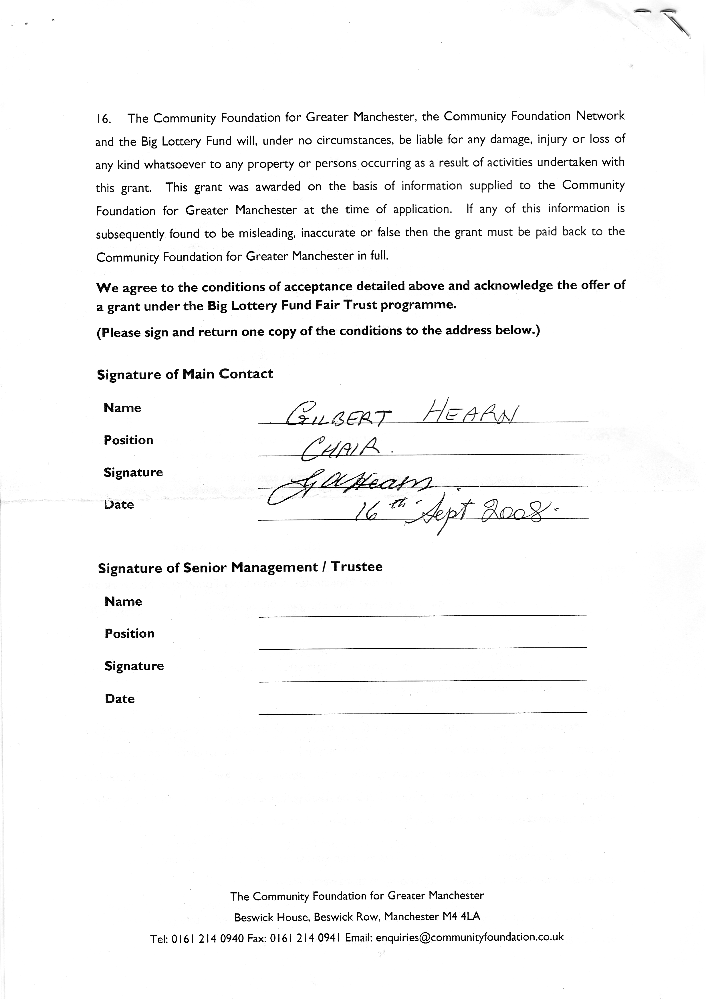 16. The Community Foundation for Greater Manchester, the Community Foundation Network
and the Big Lottery Fund will, under no circumstances, be liable for any damage, injury or loss of
any kind whatsoever to any property or persons occurring as a result of activities undertaken with
this grant. This grant was awarded on the basis of information supplied to the Community
Foundation for Greater Manchester at the time of application. If any of this information is
subsequently found to be misleading, inaccurate or false then the grant must be paid back to the
Community Foundation for Greater Manchester in full.
We agree to the conditions of acceptance detailed above and acknowledge the offer of
a grant under the Big Lottery Fund Fair Trust programme.
(Please sign and return one copy of the conditions to the address below.)
Signature of Main Contact
Name GILBERT HEARN
Position CHAIR.
Signature G A Hearn
Date 16th Sept 2008.
Signature of Senior Management / Trustee
Name
Position
Signature
Date
The Community Foundation for Greater Manchester
Beswick House, Beswick Row, Manchester M4 4LA
Tel: 0161 214 0940 Fax: 0161 214 0941 Email: enquiries@communityfoundation.co.uk